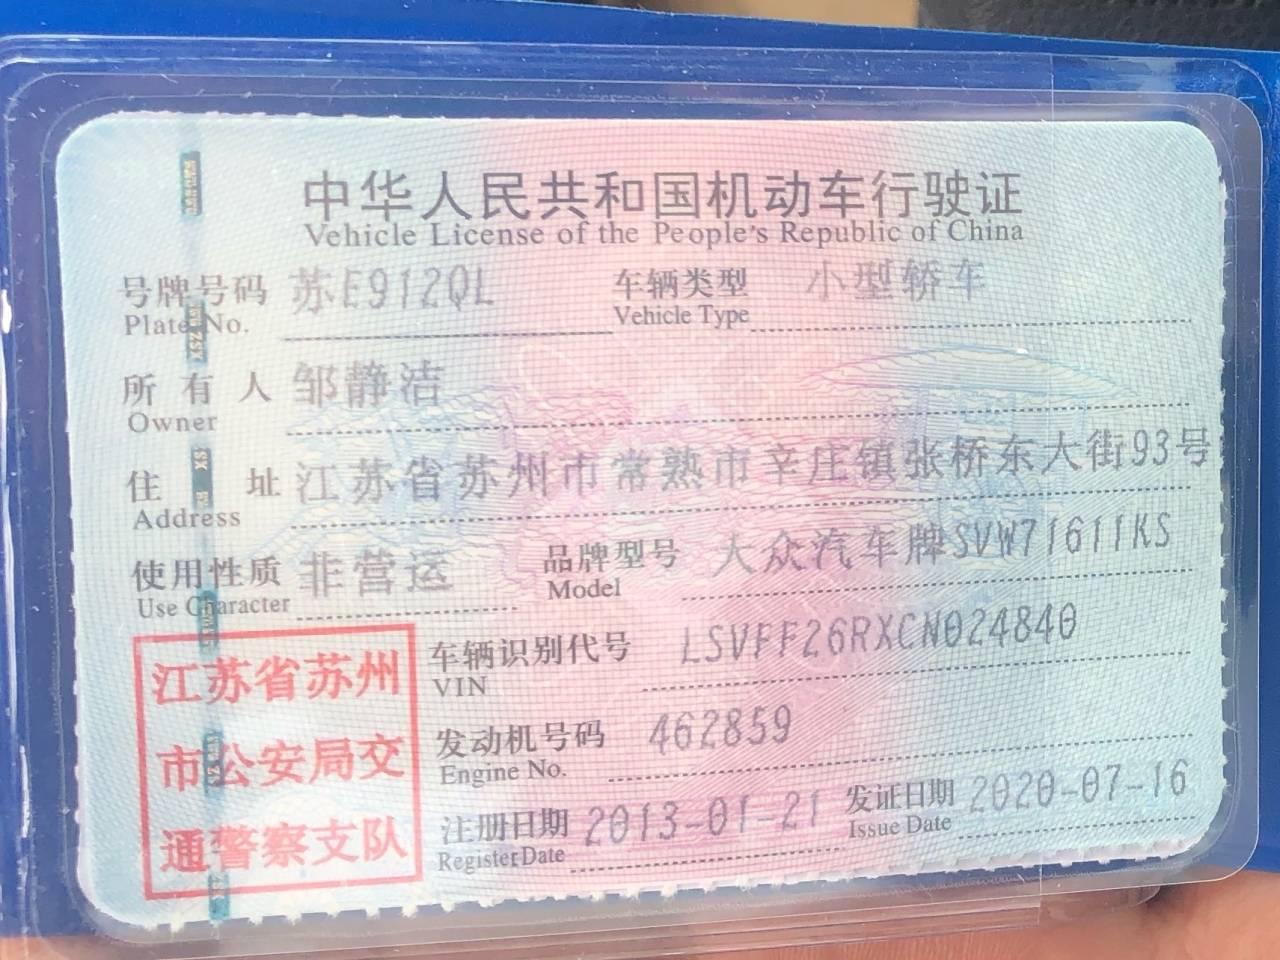 中华人民共和国机动车行驶证
Vehicle License of the People's Republic of China
号牌号码 苏E912QL 车辆类型 小型轿车
Plate No. Vehicle Type
所有人 邹静洁
Owner
住址 江苏省苏州市常熟市辛庄镇张桥东大街93号
Address
使用性质 非营运 品牌型号 大众汽车牌SVW71611KS
Use Character Model
车辆识别代号 LSVFF26RXCN024840
VIN
发动机号码 462859
Engine No.
注册日期 2013-01-21 发证日期 2020-07-16
Register Date Issue Date
江苏省苏州
市公安局交
通警察支队